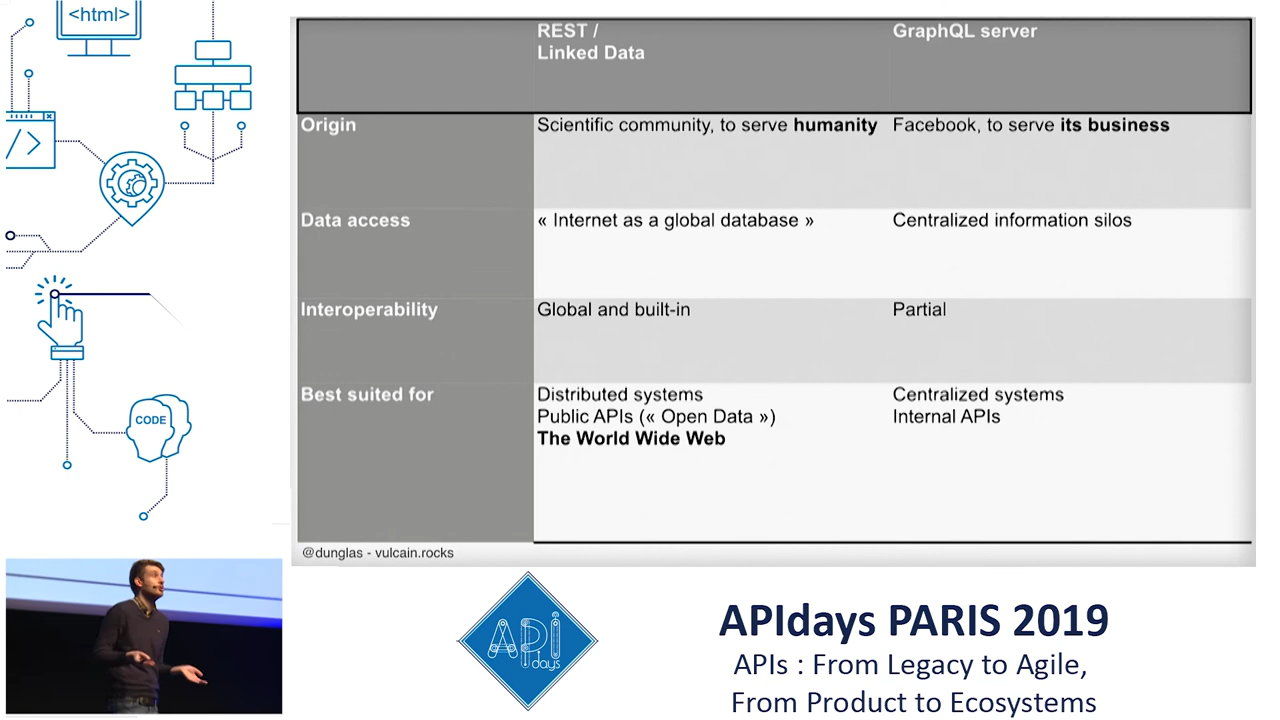 <html>
</>
CODE
REST /
Linked Data
GraphQL server
Origin
Scientific community, to serve humanity
Facebook, to serve its business
Data access
« Internet as a global database »
Centralized information silos
Interoperability
Global and built-in
Partial
Best suited for
Distributed systems
Public APIs (« Open Data »)
The World Wide Web
Centralized systems
Internal APIs
@dunglas - vulcain.rocks
API
days
APIdays PARIS 2019
APIs : From Legacy to Agile,
From Product to Ecosystems